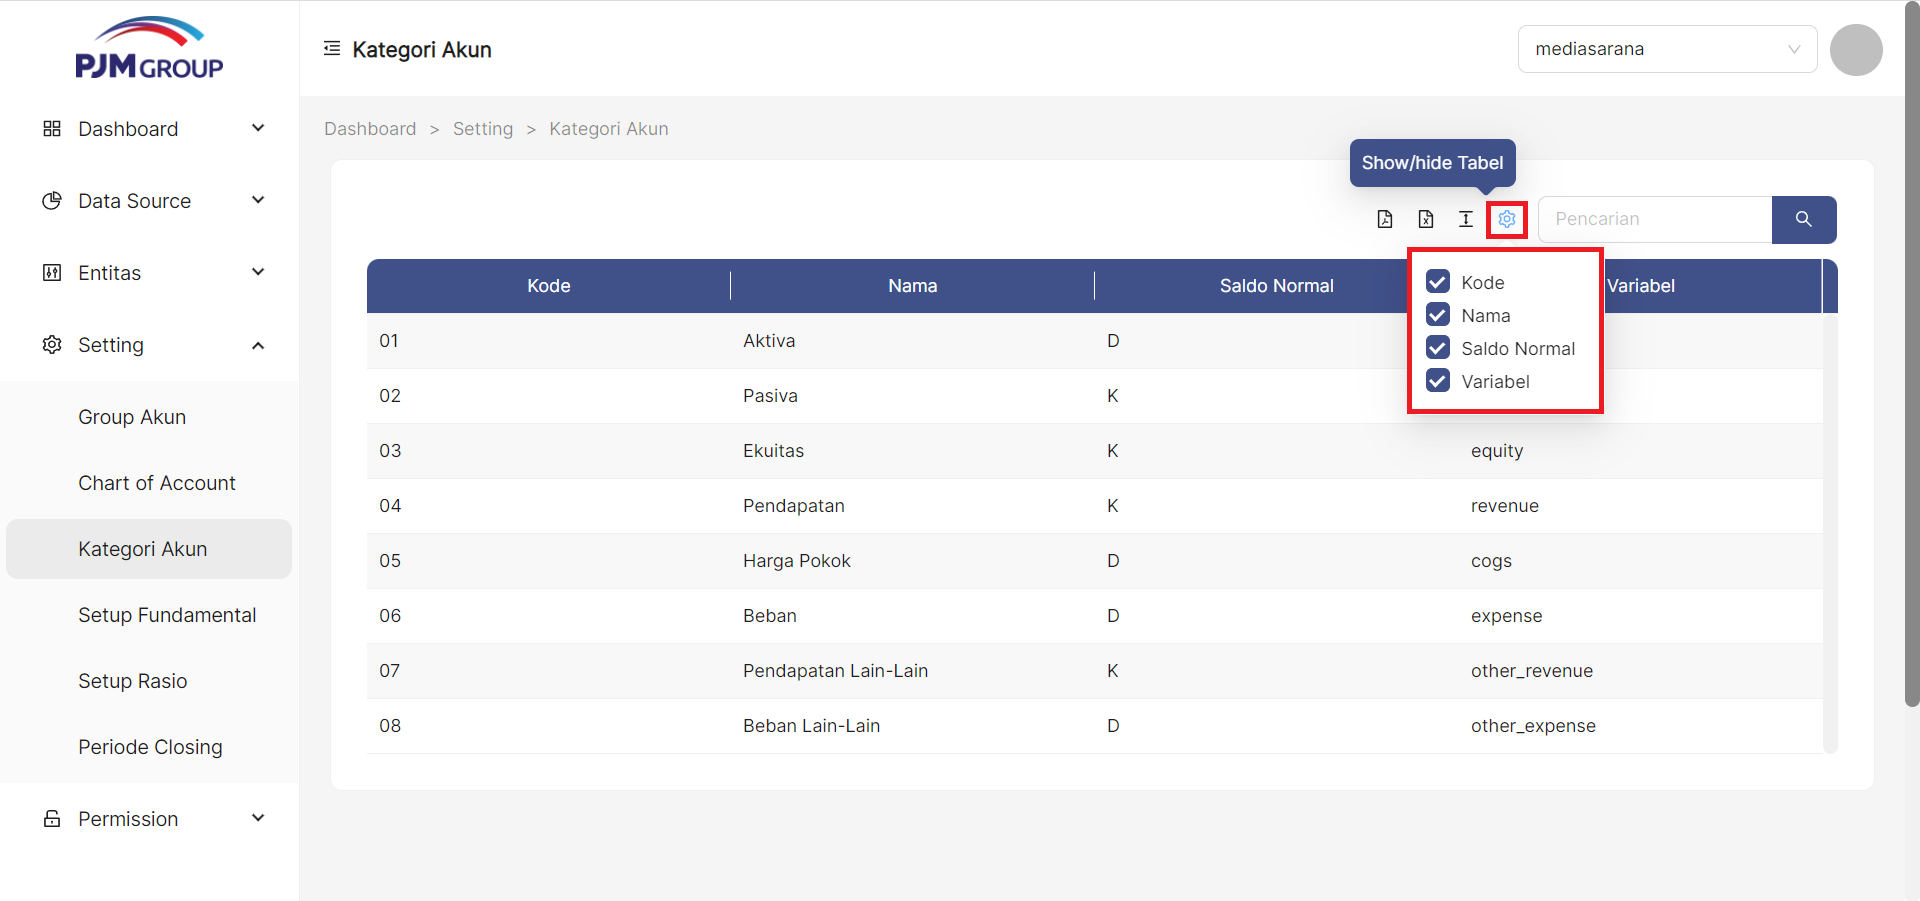 PJM GROUP
Kategori Akun
mediasarana
Dashboard
Data Source
Entitas
Setting
Group Akun
Chart of Account
Kategori Akun
Setup Fundamental
Setup Rasio
Periode Closing
Permission
Dashboard > Setting > Kategori Akun
Show/hide Tabel
Pencarian
Kode Nama Saldo Normal Variabel
Kode
Nama
Saldo Normal
Variabel
01 Aktiva D
02 Pasiva K
03 Ekuitas K equity
04 Pendapatan K revenue
05 Harga Pokok D cogs
06 Beban D expense
07 Pendapatan Lain-Lain K other_revenue
08 Beban Lain-Lain D other_expense